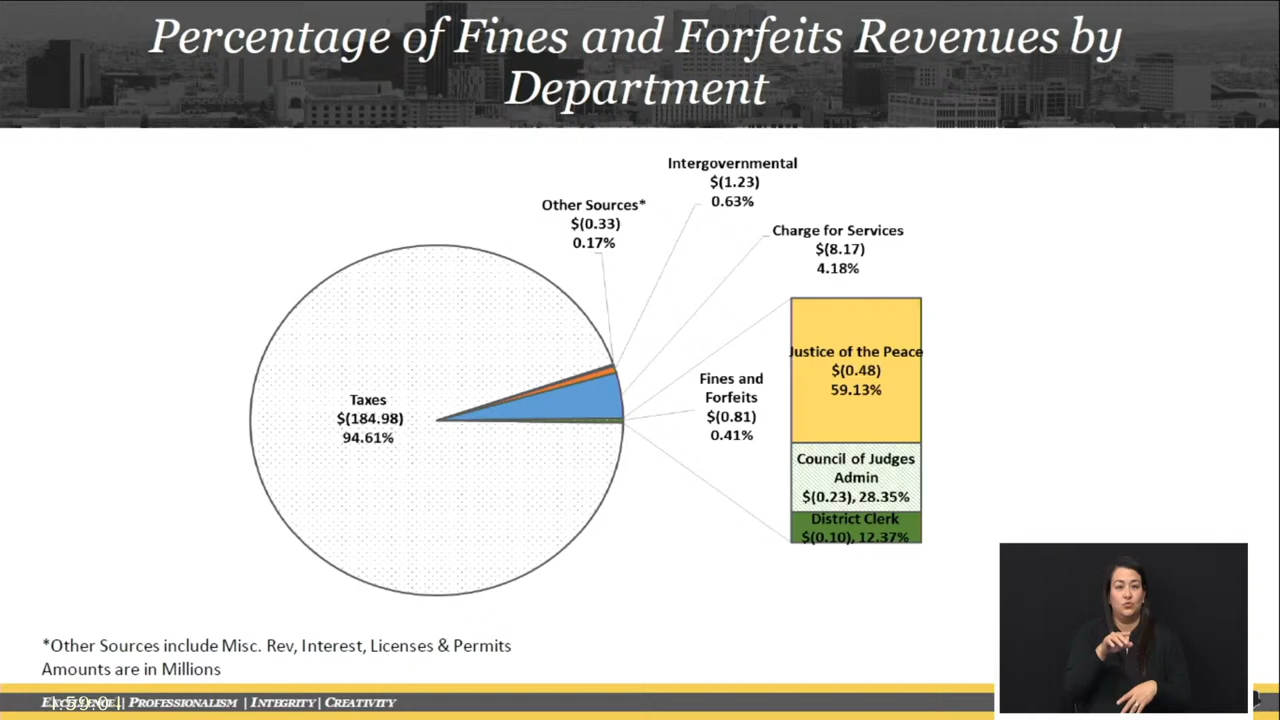 Percentage of Fines and Forfeits Revenues by
Department
Intergovernmental
$(1.23)
0.63%
Other Sources*
$(0.33)
0.17%
Charge for Services
$(8.17)
4.18%
Taxes
$(184.98)
94.61%
Fines and
Forfeits
$(0.81)
0.41%
Justice of the Peace
$(0.48)
59.13%
Council of Judges
Admin
$(0.23), 28.35%
District Clerk
$(0.10), 12.37%
*Other Sources include Misc. Rev, Interest, Licenses & Permits
Amounts are in Millions
| PROFESSIONALISM | INTEGRITY | CREATIVITY